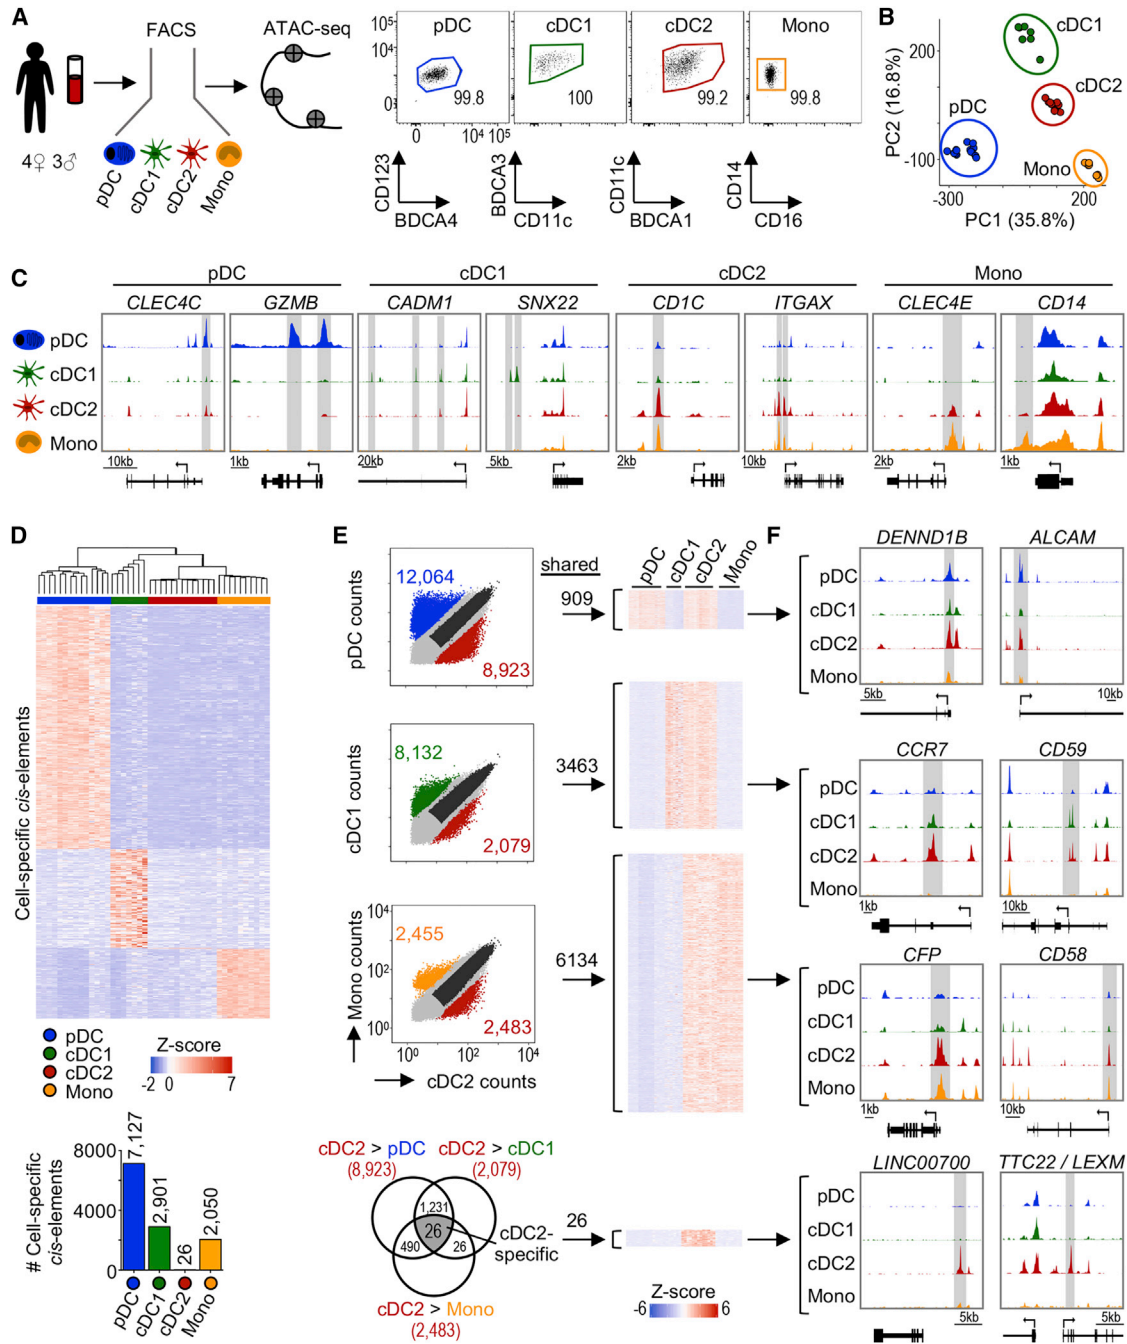 A
FACS
ATAC-seq
4♀ 3♂
pDC
cDC1
cDC2
Mono
pDC
cDC1
cDC2
Mono
10⁵
10⁴
10³
0
99.8
100
99.2
99.8
0
10⁴ 10⁵
CD123
BDCA4
BDCA3
CD11c
CD11c
BDCA1
CD14
CD16
B
PC2 (16.8%)
200
-100
cDC1
cDC2
pDC
Mono
-300
200
PC1 (35.8%)
C
pDC
cDC1
cDC2
Mono
CLEC4C
GZMB
CADM1
SNX22
CD1C
ITGAX
CLEC4E
CD14
pDC
cDC1
cDC2
Mono
10kb
1kb
20kb
5kb
2kb
10kb
2kb
1kb
D
Cell-specific cis-elements
pDC
cDC1
cDC2
Mono
Z-score
-2
0
7
# Cell-specific
cis-elements
8000
4000
0
7,127
2,901
26
2,050
pDC
cDC1
cDC2
Mono
E
pDC counts
12,064
8,923
cDC1 counts
8,132
2,079
Mono counts
10⁴
10²
10⁰
2,455
2,483
10⁰
10²
10⁴
cDC2 counts
shared
909
3463
6134
26
pDC
cDC1
cDC2
Mono
cDC2 > pDC
(8,923)
cDC2 > cDC1
(2,079)
1,231
26
490
26
cDC2-
specific
cDC2 > Mono
(2,483)
Z-score
-6
6
F
DENND1B
ALCAM
pDC
cDC1
cDC2
Mono
5kb
10kb
CCR7
CD59
pDC
cDC1
cDC2
Mono
1kb
10kb
CFP
CD58
pDC
cDC1
cDC2
Mono
1kb
10kb
LINC00700
TTC22 / LEXM
pDC
cDC1
cDC2
Mono
5kb
5kb